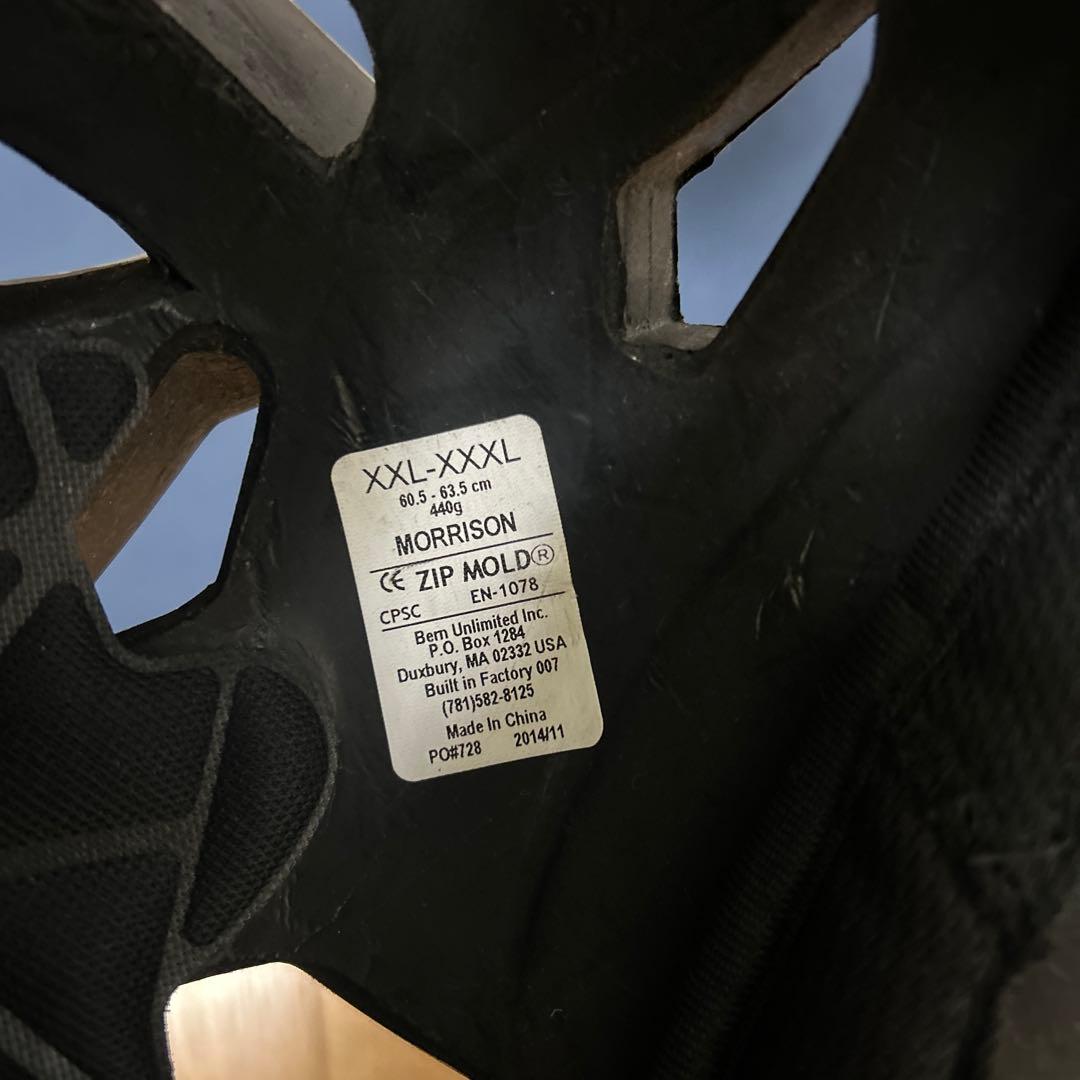 XXL-XXXL
60.5 - 63.5 cm
440g
MORRISON
CE ZIP MOLD®
CPSC EN-1078
Bern Unlimited Inc.
P.O. Box 1284
Duxbury, MA 02332 USA
Built in Factory 007
(781)582-8125
Made In China
PO#728 2014/11